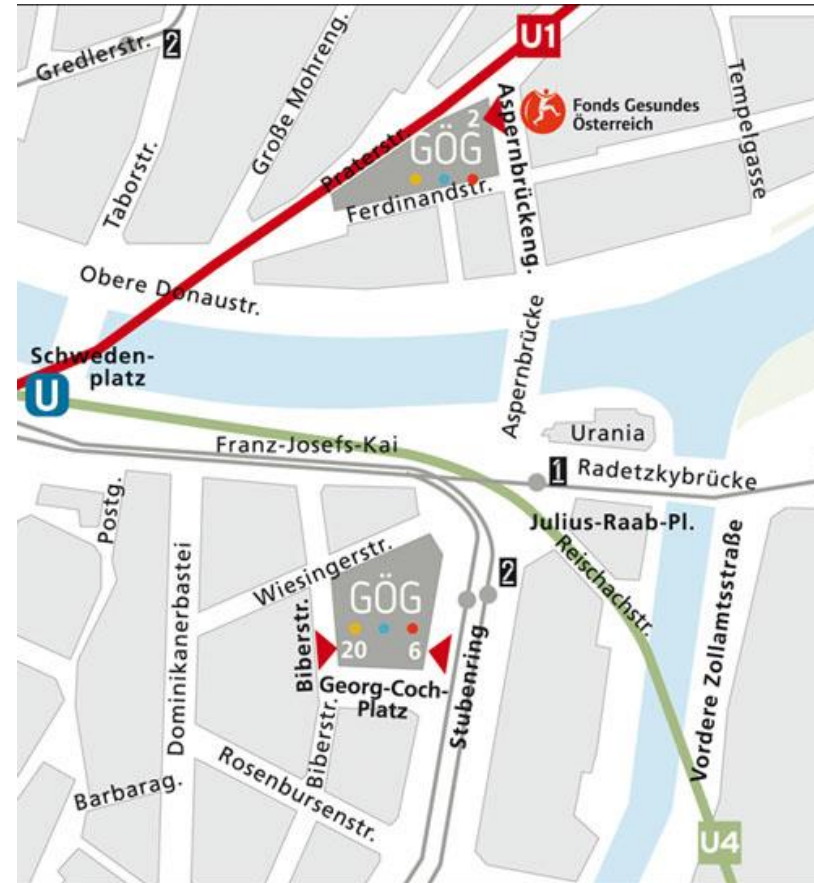 U1
Gredlerstr.
2
Große Mohreng.
Taborstr.
Praterstr.
2
GÖG
Ferdinandstr.
Aspernbrückeng.
Fonds Gesundes
Österreich
Tempelgasse
Obere Donaustr.
Aspernbrücke
Schweden-
platz
U
Franz-Josefs-Kai
Urania
1
Radetzkybrücke
Postg.
Julius-Raab-Pl.
Dominikanerbastei
Wiesingerstr.
Biberstr.
GÖG
20
6
2
Reischachstr.
Vordere Zollamtsstraße
Georg-Coch-
Platz
Stubenring
Biberstr.
Rosenbursenstr.
Barbarag.
U4